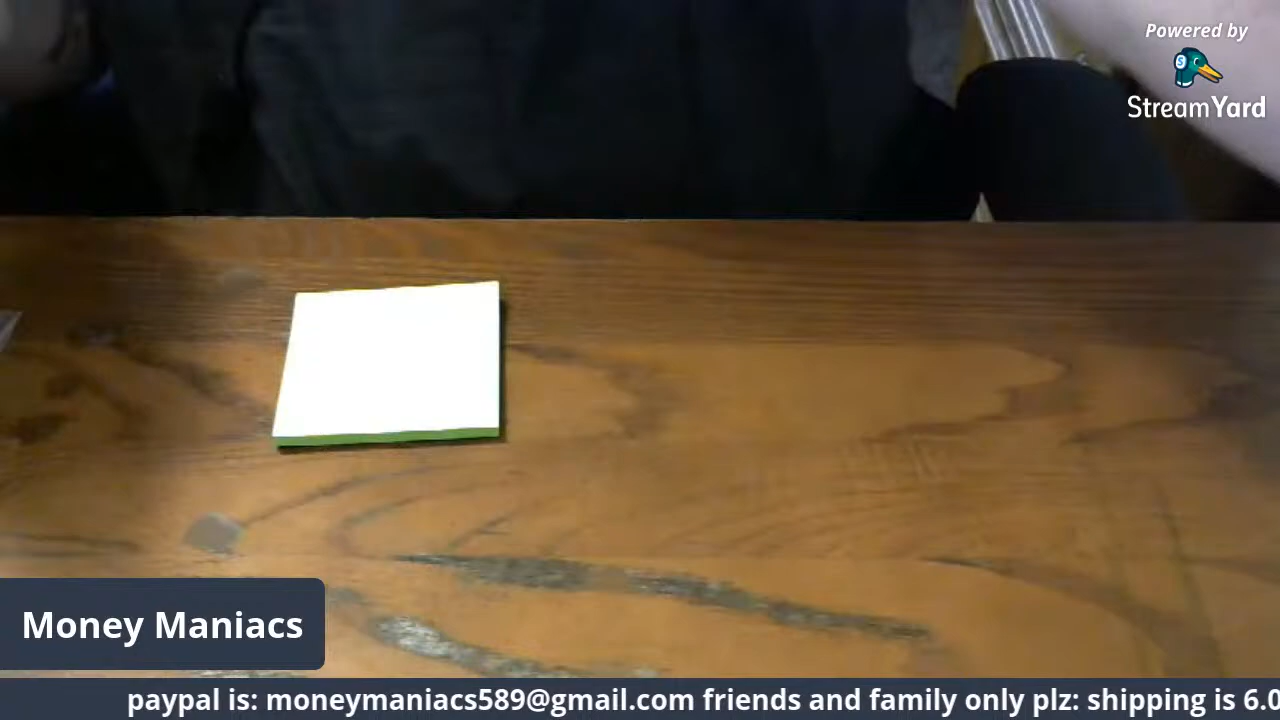 Powered by
StreamYard
Money Maniacs
paypal is: moneymaniacs589@gmail.com friends and family only plz: shipping is 6.0